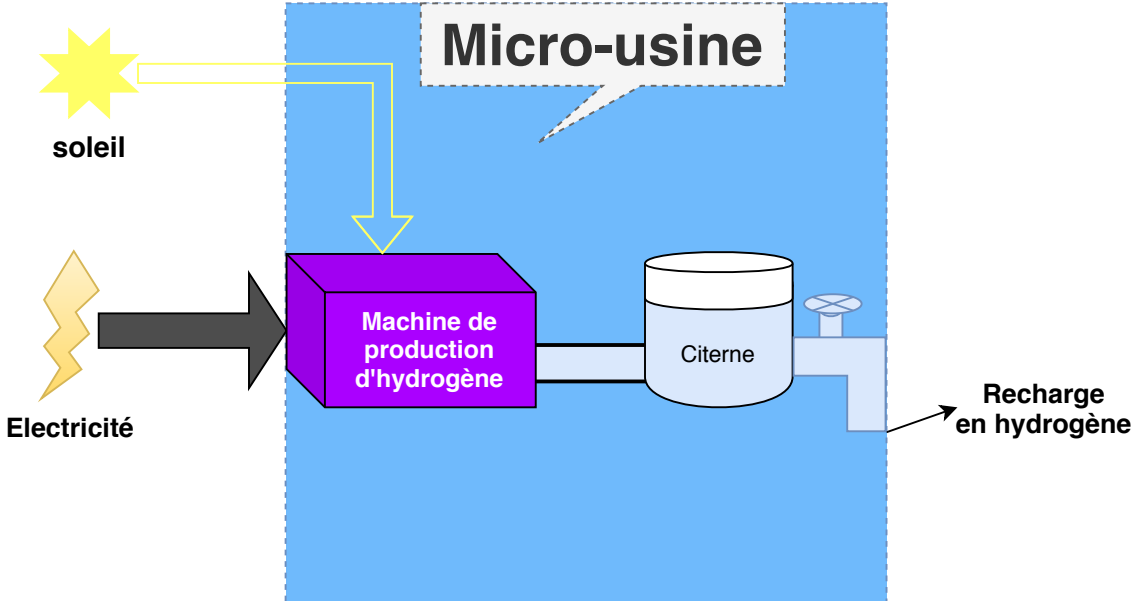 Micro-usine
soleil
Machine de
production
d'hydrogène
Citerne
Electricité
Recharge
en hydrogène